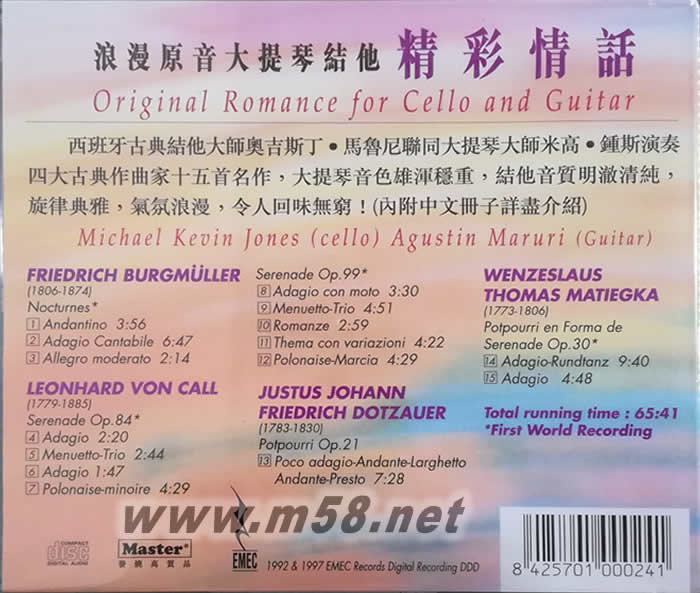 浪漫原音大提琴結他 精彩情話
Original Romance for Cello and Guitar
西班牙古典結他大師奧吉斯丁•馬魯尼聯同大提琴大師米高•鍾斯演奏
四大古典作曲家十五首名作，大提琴音色雄渾穩重，結他音質明澈清純，
旋律典雅，氣氛浪漫，令人回味無窮！(內附中文冊子詳盡介紹)
Michael Kevin Jones (cello) Agustin Maruri (Guitar)
FRIEDRICH BURGMÜLLER
(1806-1874)
Nocturnes*
1 Andantino 3:56
2 Adagio Cantabile 6:47
3 Allegro moderato 2:14
LEONHARD VON CALL
(1779-1885)
Serenade Op.84*
4 Adagio 2:20
5 Menuetto-Trio 2:44
6 Adagio 1:47
7 Polonaise-minoire 4:29
Serenade Op.99*
8 Adagio con moto 3:30
9 Menuetto-Trio 4:51
10 Romanze 2:59
11 Thema con variazioni 4:22
12 Polonaise-Marcia 4:29
JUSTUS JOHANN
FRIEDRICH DOTZAUER
(1783-1830)
Potpourri Op.21
13 Poco adagio-Andante-Larghetto
Andante-Presto 7:28
WENZESLAUS
THOMAS MATIEGKA
(1773-1806)
Potpourri en Forma de
Serenade Op.30*
14 Adagio-Rundtanz 9:40
15 Adagio 4:48
Total running time : 65:41
*First World Recording
www.m58.net
COMPACT
disc
DIGITAL AUDIO
Master*
發燒高質品
EMEC
1992 & 1997 EMEC Records Digital Recording DDD
8 425701 000241